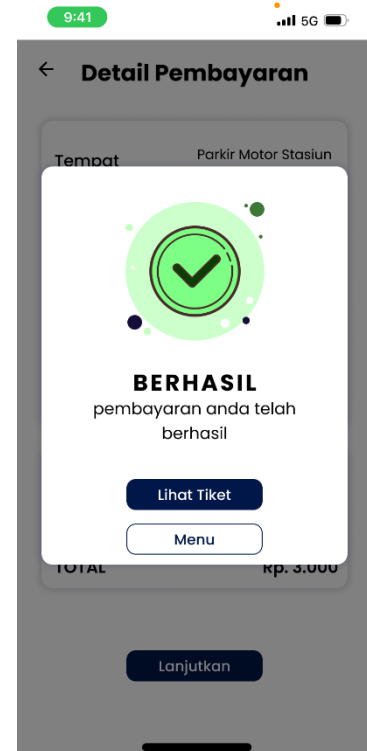 9:41
5G
Detail Pembayaran
Parkir Motor Stasiun
Tempat
BERHASIL
pembayaran anda telah
berhasil
Lihat Tiket
Menu
TOTAL
Rp. 3.000
Lanjutkan